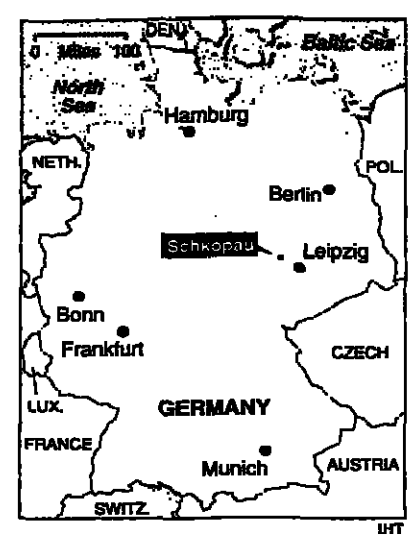 DEN.
Baltic Sea
0 Miles 100
North
Sea
Hamburg
NETH.
POL.
Berlin
Schkopau
Leipzig
Bonn
Frankfurt
CZECH
LUX.
GERMANY
FRANCE
Munich
AUSTRIA
SWITZ.
IHT